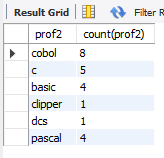 Result Grid Filter R
prof2 count(prof2)
cobol 8
c 5
basic 4
clipper 1
dcs 1
pascal 4